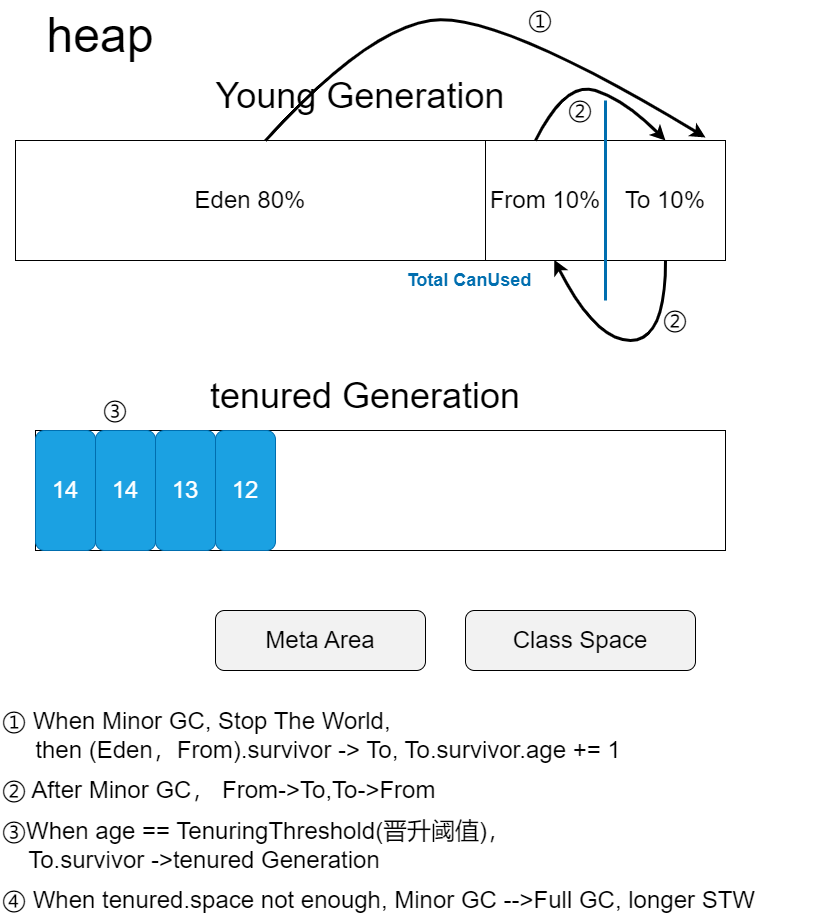 heap
①
Young Generation
②
Eden 80%
From 10%
To 10%
Total CanUsed
②
tenured Generation
③
14
14
13
12
Meta Area
Class Space
① When Minor GC, Stop The World,
then (Eden，From).survivor -> To, To.survivor.age += 1
② After Minor GC， From->To,To->From
③When age == TenuringThreshold(晋升阈值)，
To.survivor ->tenured Generation
④ When tenured.space not enough, Minor GC -->Full GC, longer STW